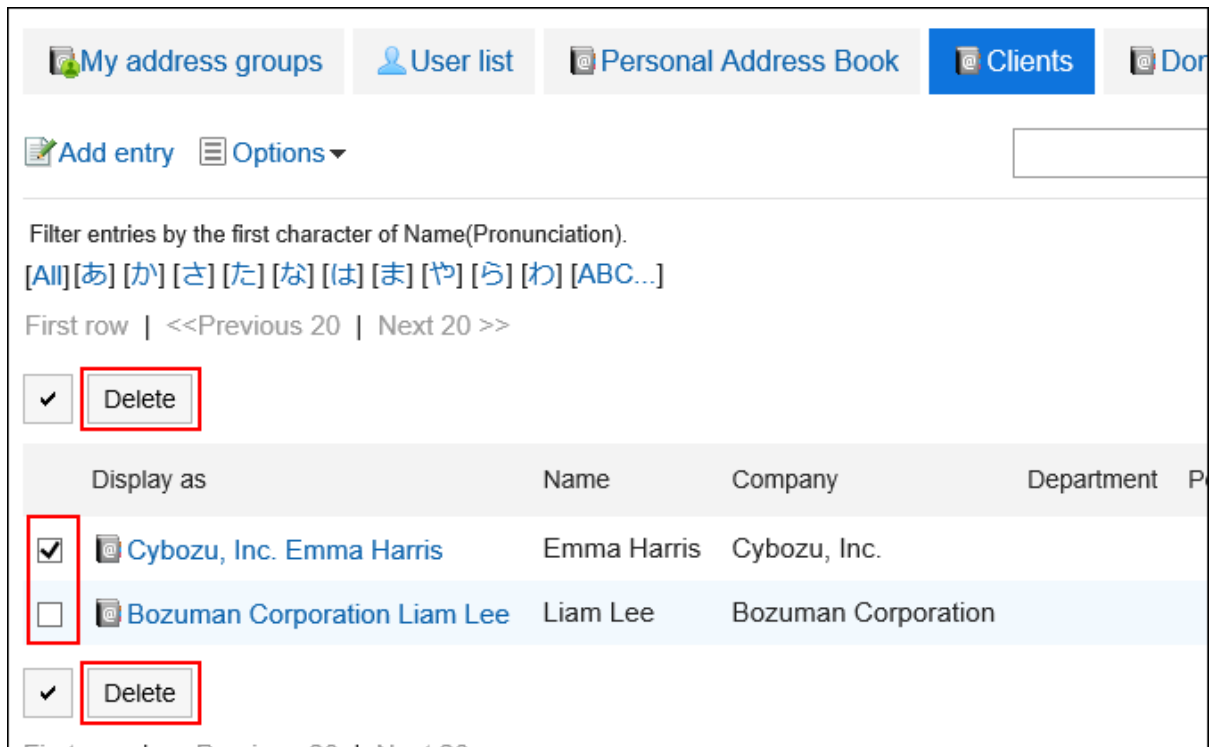 My address groups User list Personal Address Book Clients Dor
Add entry Options
Filter entries by the first character of Name(Pronunciation).
[All][あ] [か] [さ] [た] [な] [は] [ま] [や] [ら] [わ] [ABC...]
First row | <<Previous 20 | Next 20 >>
Delete
Display as Name Company Department
Cybozu, Inc. Emma Harris Emma Harris Cybozu, Inc.
Bozuman Corporation Liam Lee Liam Lee Bozuman Corporation
Delete